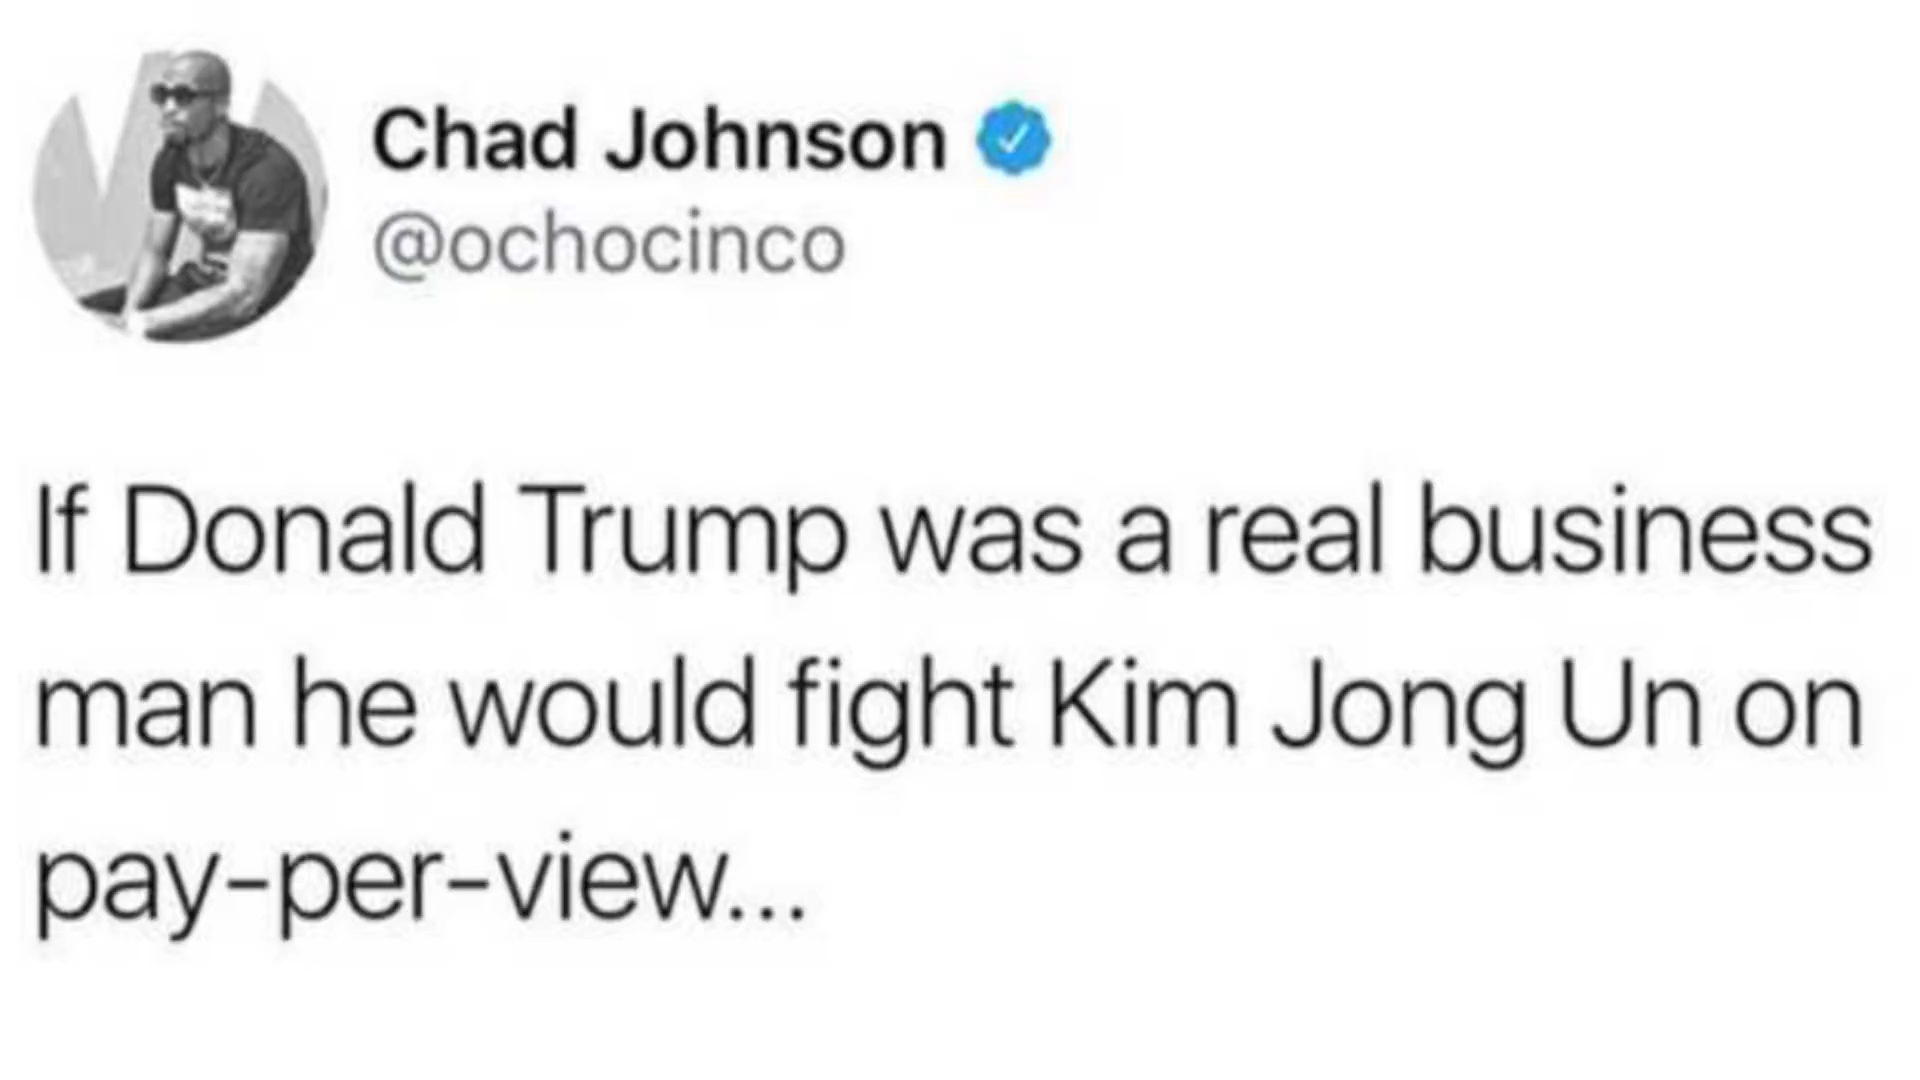 Chad Johnson
@ochocinco
If Donald Trump was a real business
man he would fight Kim Jong Un on
pay-per-view...